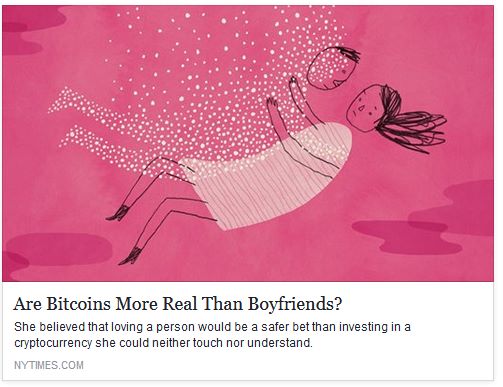 Are Bitcoins More Real Than Boyfriends?
She believed that loving a person would be a safer bet than investing in a
cryptocurrency she could neither touch nor understand.
NYTIMES.COM